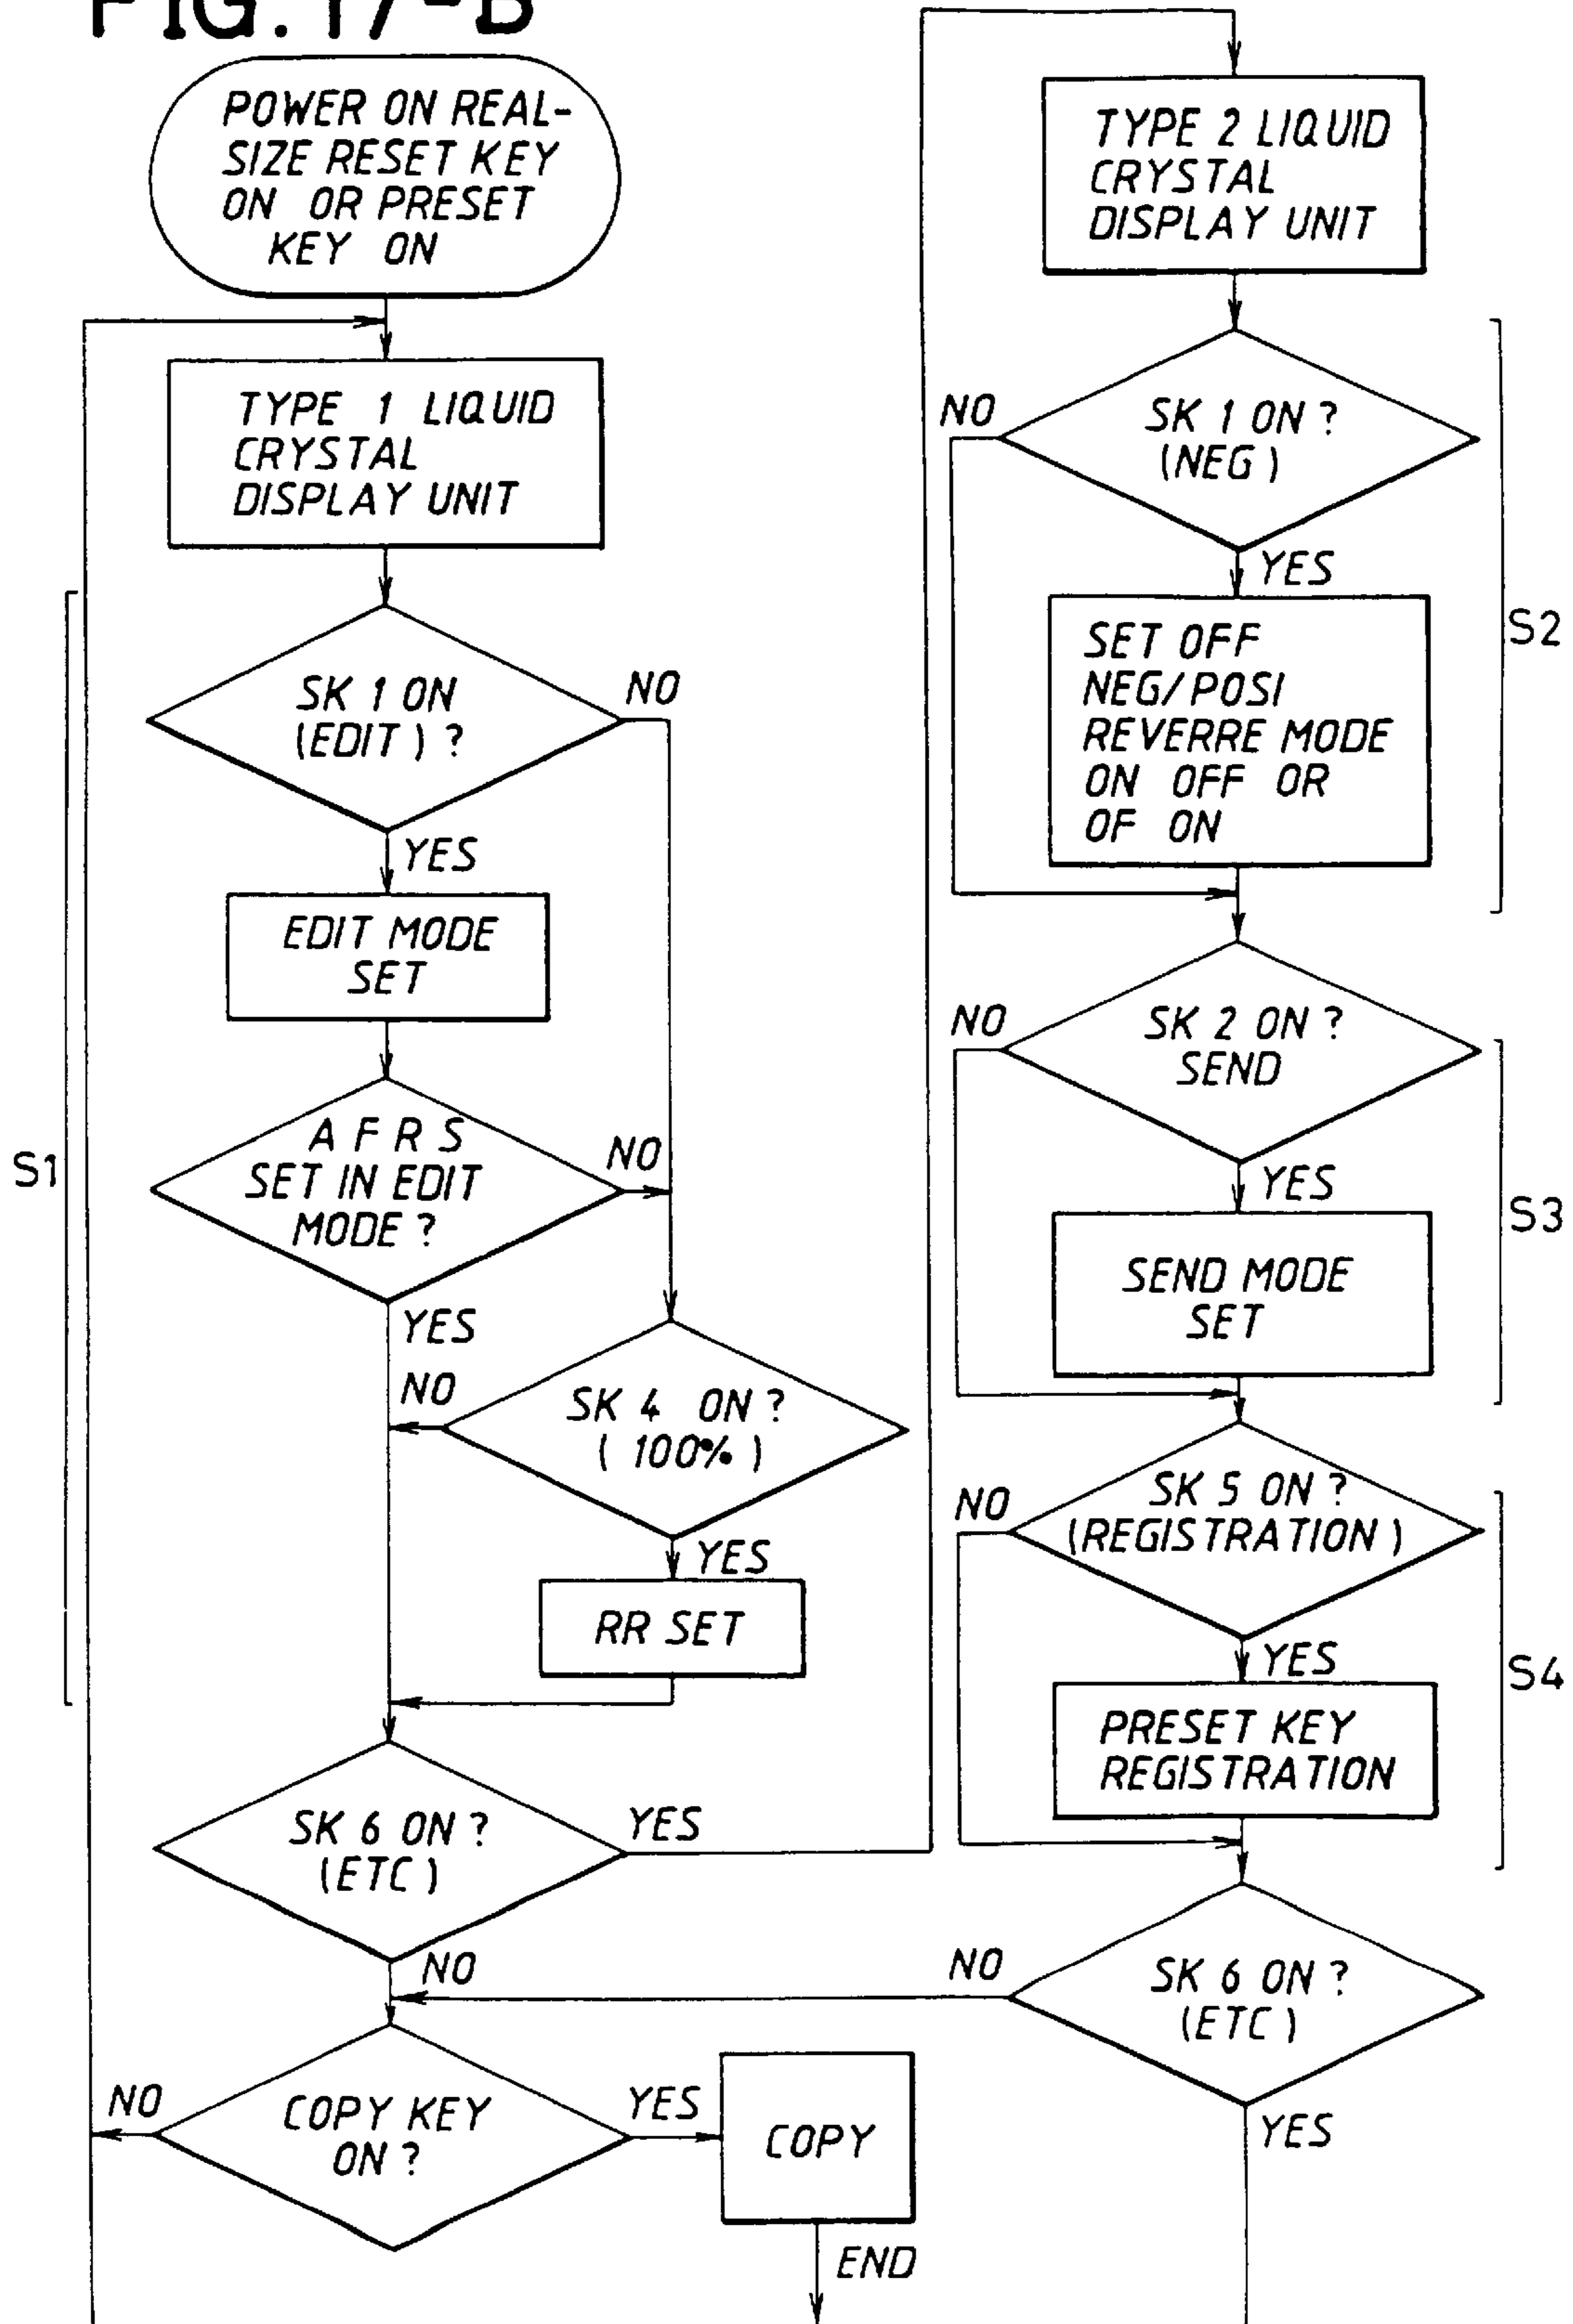 FIG. 17-B
POWER ON REAL-
SIZE RESET KEY
ON OR PRESET
KEY ON
TYPE 1 LIQUID
CRYSTAL
DISPLAY UNIT
SK 1 ON
(EDIT) ?
NO
YES
EDIT MODE
SET
A F R S
SET IN EDIT
MODE ?
NO
YES
S1
SK 4 ON ?
( 100% )
NO
YES
RR SET
SK 6 ON ?
(ETC)
YES
NO
COPY KEY
ON ?
NO
YES
COPY
END
TYPE 2 LIQUID
CRYSTAL
DISPLAY UNIT
SK 1 ON ?
(NEG)
NO
YES
SET OFF
NEG/POSI
REVERRE MODE
ON OFF OR
OF ON
S2
SK 2 ON ?
SEND
NO
YES
SEND MODE
SET
S3
SK 5 ON ?
(REGISTRATION)
NO
YES
PRESET KEY
REGISTRATION
S4
SK 6 ON ?
(ETC)
NO
YES